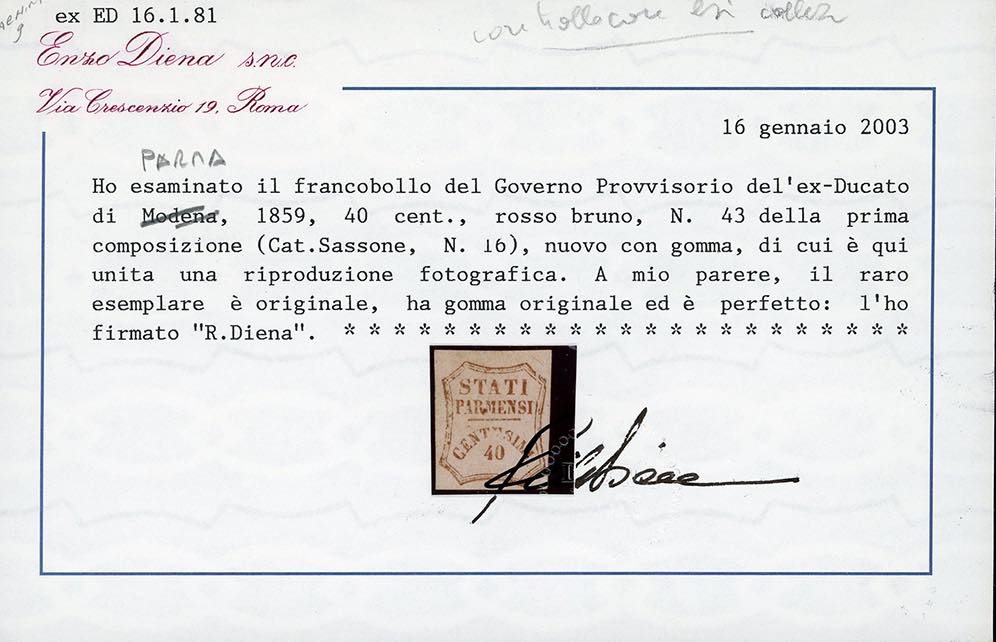 ex ED 16.1.81
Enzo Diena s.n.c.
Via Crescenzio 19, Roma
16 gennaio 2003
PARMA
Ho esaminato il francobollo del Governo Provvisorio del'ex-Ducato
di Modena, 1859, 40 cent., rosso bruno, N. 43 della prima
composizione (Cat.Sassone, N. 16), nuovo con gomma, di cui è qui
unita una riproduzione fotografica. A mio parere, il raro
esemplare è originale, ha gomma originale ed è perfetto: l'ho
firmato "R.Diena". * * * * * * * * * * * * * * * * * * * * * * *
STATI
PARMENSI
CENTESIMI
40